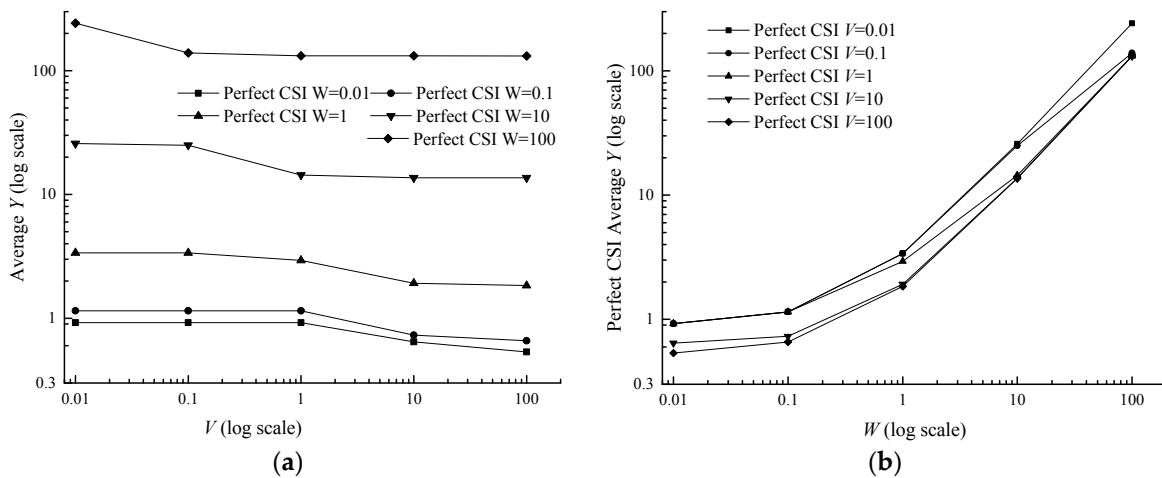 100
10
1
0.3
Average Y (log scale)
Perfect CSI W=0.01
Perfect CSI W=0.1
Perfect CSI W=1
Perfect CSI W=10
Perfect CSI W=100
0.01
0.1
1
10
100
V (log scale)
(a)
100
10
1
0.3
Perfect CSI Average Y (log scale)
Perfect CSI V=0.01
Perfect CSI V=0.1
Perfect CSI V=1
Perfect CSI V=10
Perfect CSI V=100
0.01
0.1
1
10
100
W (log scale)
(b)